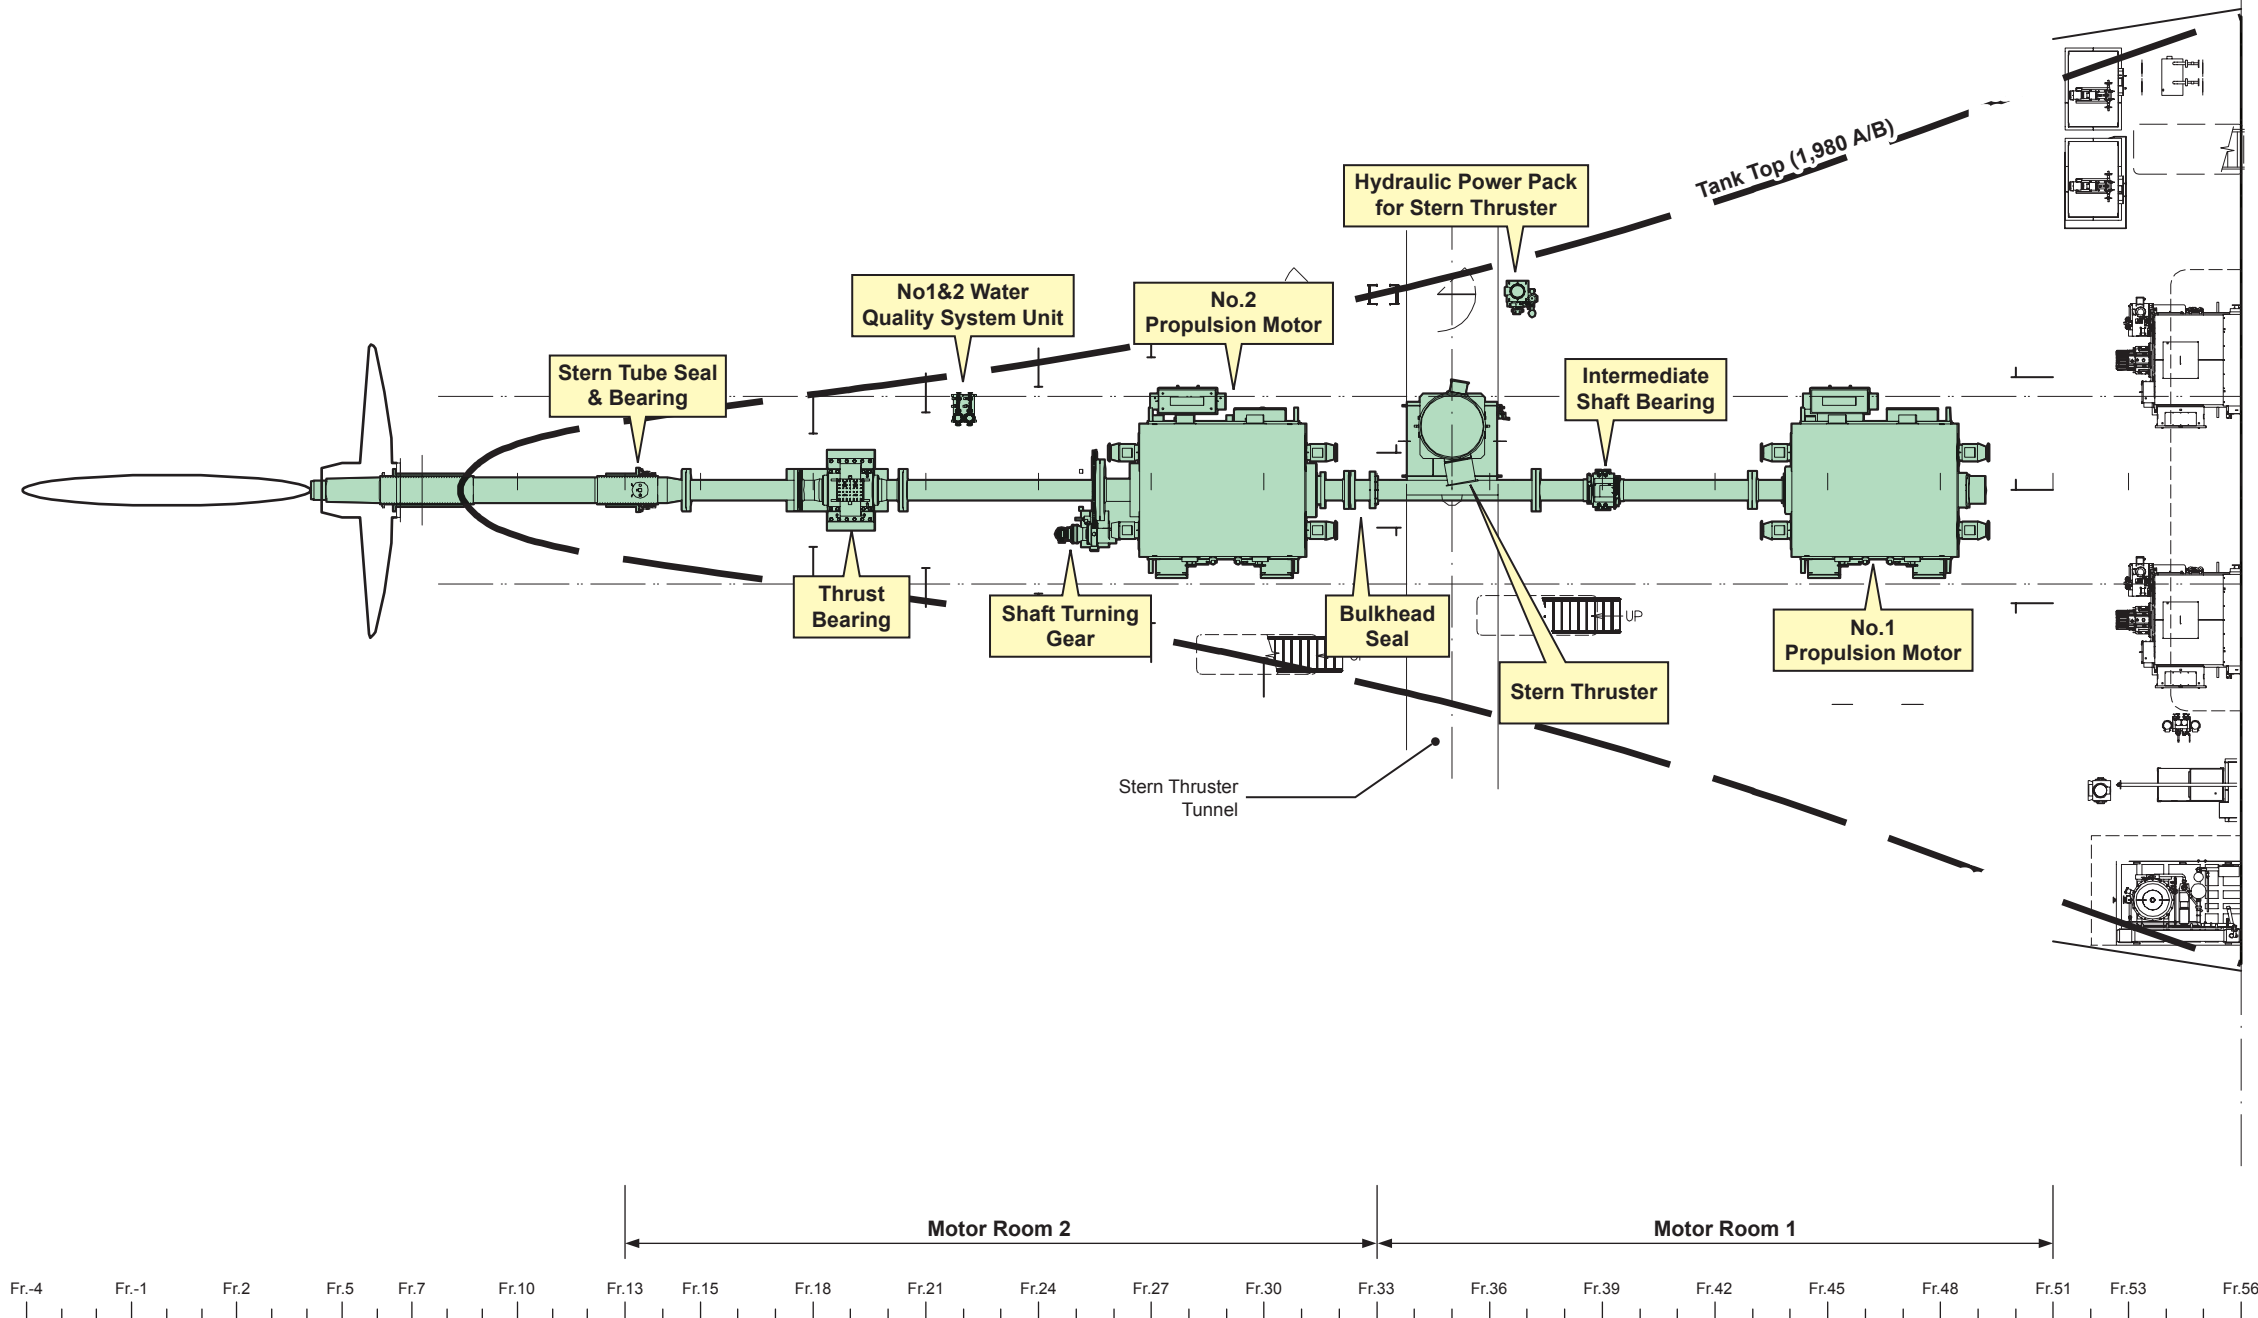 Tank Top (1,980 A/B)
Hydraulic Power Pack
for Stern Thruster
No1&2 Water
Quality System Unit
No.2
Propulsion Motor
Stern Tube Seal
& Bearing
Intermediate
Shaft Bearing
Thrust
Bearing
Shaft Turning
Gear
Bulkhead
Seal
UP
No.1
Propulsion Motor
Stern Thruster
Stern Thruster
Tunnel
Motor Room 2
Motor Room 1
Fr.-4 Fr.-1 Fr.2 Fr.5 Fr.7 Fr.10 Fr.13 Fr.15 Fr.18 Fr.21 Fr.24 Fr.27 Fr.30 Fr.33 Fr.36 Fr.39 Fr.42 Fr.45 Fr.48 Fr.51 Fr.53 Fr.56